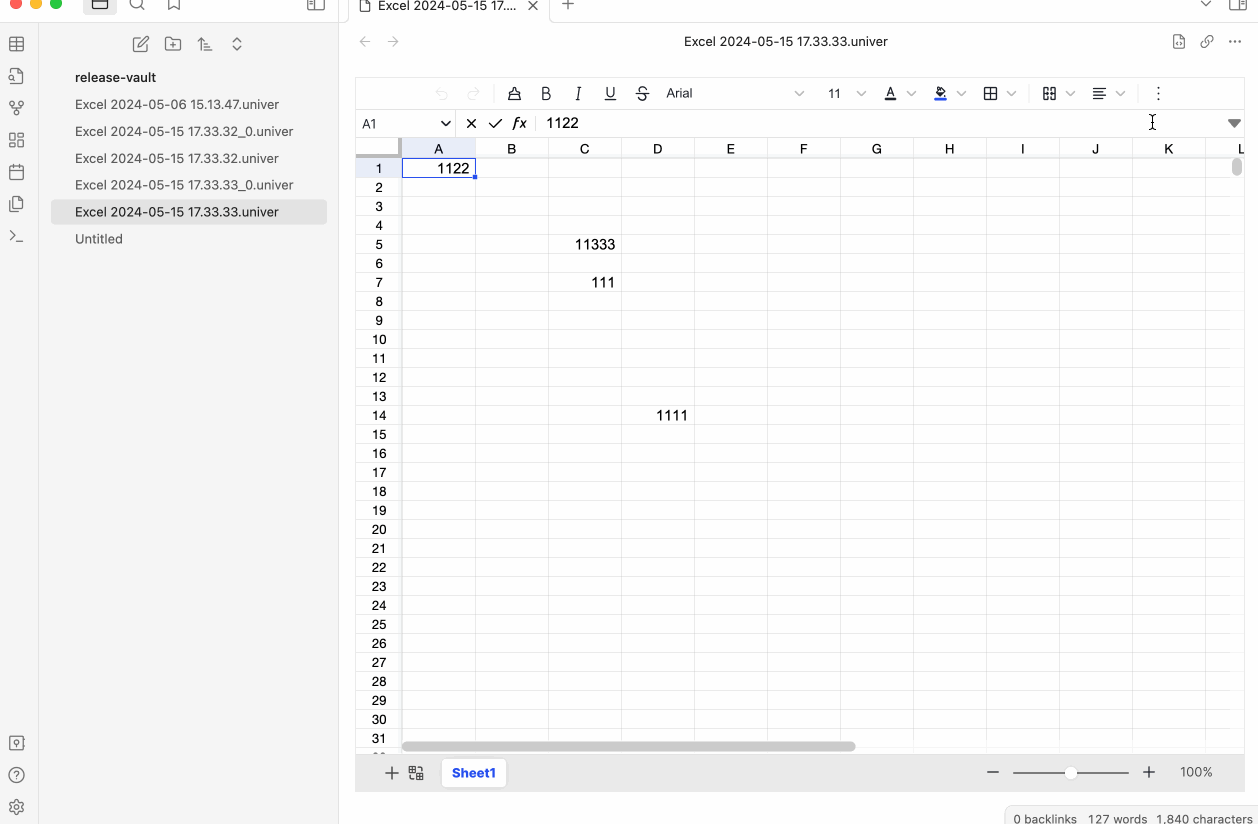 Excel 2024-05-15 17....
Excel 2024-05-15 17.33.33.univer
release-vault
Excel 2024-05-06 15.13.47.univer
Excel 2024-05-15 17.33.32_0.univer
Excel 2024-05-15 17.33.32.univer
Excel 2024-05-15 17.33.33_0.univer
Excel 2024-05-15 17.33.33.univer
Untitled
B I U S Arial 11 A
A1 fx 1122
A B C D E F G H I J K L
1 1122
2
3
4
5 11333
6
7 111
8
9
10
11
12
13
14 1111
15
16
17
18
19
20
21
22
23
24
25
26
27
28
29
30
31
Sheet1 100%
0 backlinks 127 words 1,840 characters